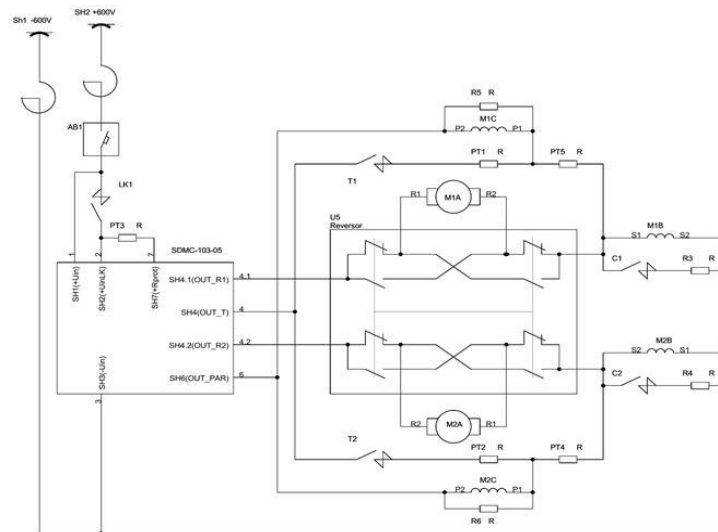 Sh1 -600V
SH2 +600V
AB1
LK1
PT3 R
SDMC-103-05
1
2
7
SH1(+Uin)
SH2(+UinLK)
SH7(+Rprot)
SH4.1(OUT_R1)
4.1
SH4(OUT_T)
4
SH4.2(OUT_R2)
4.2
SH6(OUT_PAR)
6
SH3(-Uin)
3
R5 R
M1C
P2 P1
PT1 R
PT5 R
T1
R1 M1A R2
U5
Reversor
M1B
S1 S2
C1
R3 R
M2B
S2 S1
C2
R4 R
R2 M2A R1
T2
PT2 R
PT4 R
M2C
P2 P1
R6 R